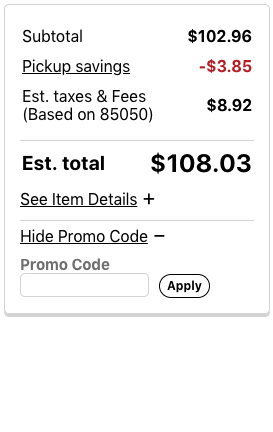 Subtotal $102.96
Pickup savings -$3.85
Est. taxes & Fees
(Based on 85050) $8.92
Est. total $108.03
See Item Details +
Hide Promo Code −
Promo Code
Apply